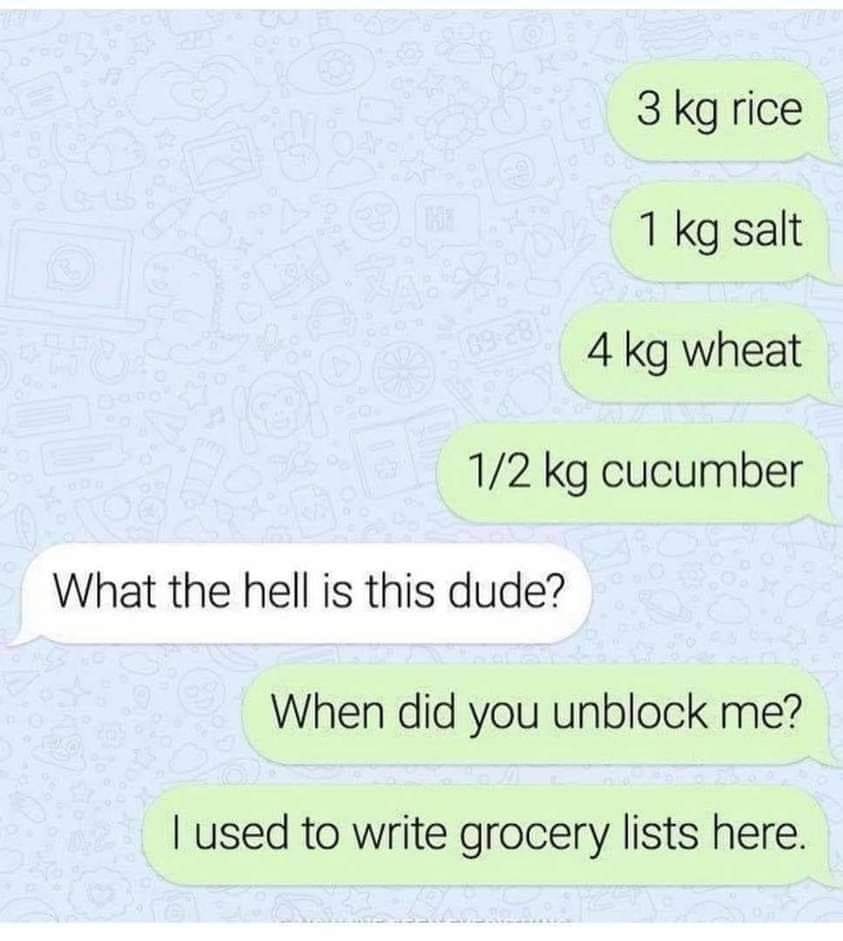 3 kg rice
1 kg salt
4 kg wheat
1/2 kg cucumber
What the hell is this dude?
When did you unblock me?
I used to write grocery lists here.